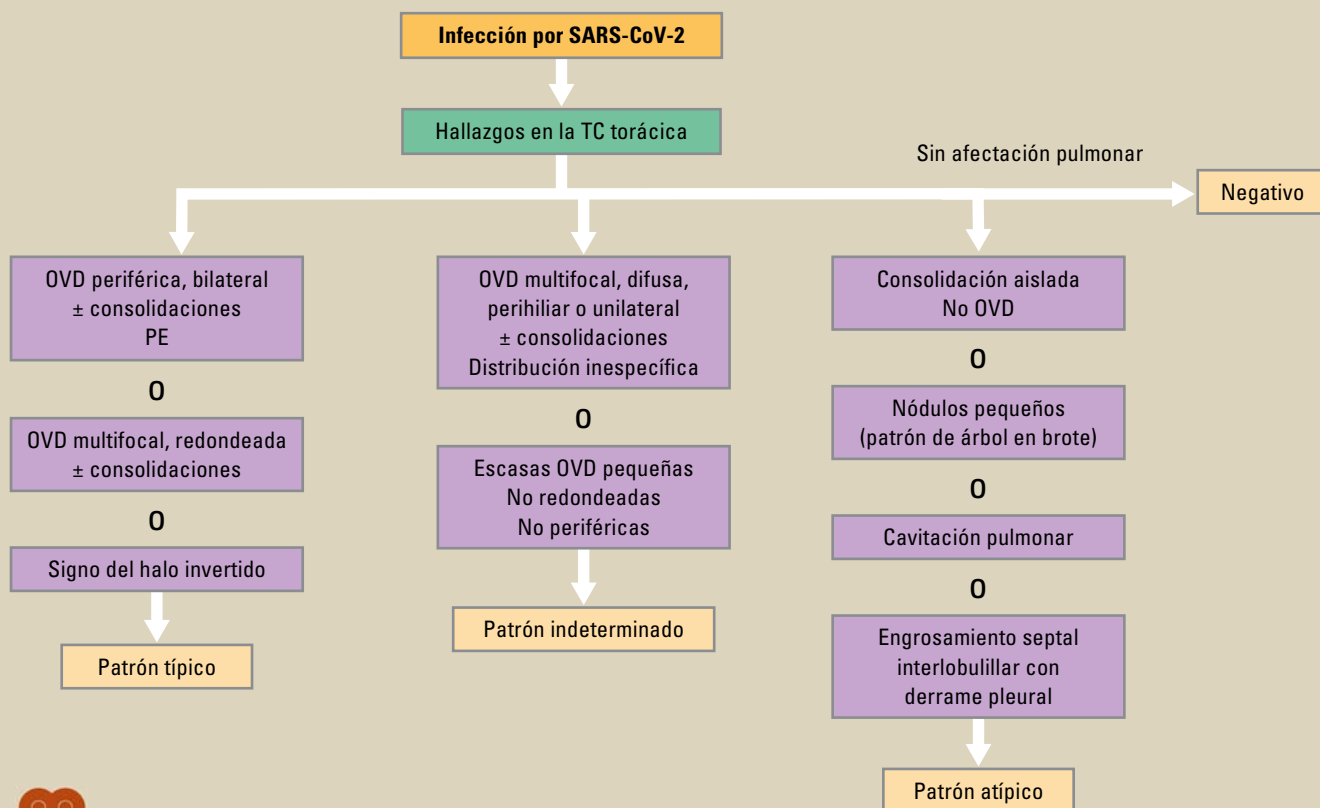 Infección por SARS-CoV-2
Hallazgos en la TC torácica
Sin afectación pulmonar
Negativo
OVD periférica, bilateral
± consolidaciones
PE
O
OVD multifocal, redondeada
± consolidaciones
O
Signo del halo invertido
Patrón típico
OVD multifocal, difusa,
perihiliar o unilateral
± consolidaciones
Distribución inespecífica
O
Escasas OVD pequeñas
No redondeadas
No periféricas
Patrón indeterminado
Consolidación aislada
No OVD
O
Nódulos pequeños
(patrón de árbol en brote)
O
Cavitación pulmonar
O
Engrosamiento septal
interlobulillar con
derrame pleural
Patrón atípico